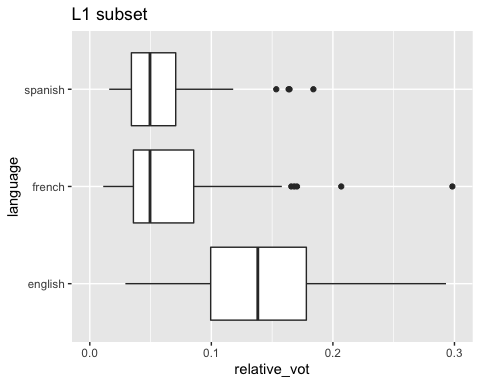 L1 subset
spanish
french
english
language
0.0 0.1 0.2 0.3
relative_vot